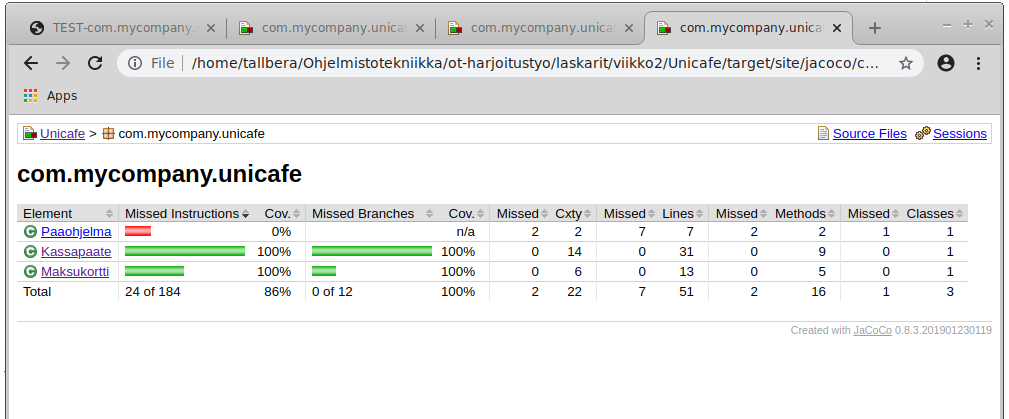 TEST-com.mycompany. com.mycompany.unica com.mycompany.unica com.mycompany.unica
File | /home/tallbera/Ohjelmistotekniikka/ot-harjoitustyo/laskarit/viikko2/Unicafe/target/site/jacoco/c...
Apps
Unicafe > com.mycompany.unicafe Source Files Sessions
com.mycompany.unicafe
Element Missed Instructions Cov. Missed Branches Cov. Missed Cxty Missed Lines Missed Methods Missed Classes
Paaohjelma 0% n/a 2 2 7 7 2 2 1 1
Kassapaate 100% 100% 0 14 0 31 0 9 0 1
Maksukortti 100% 100% 0 6 0 13 0 5 0 1
Total 24 of 184 86% 0 of 12 100% 2 22 7 51 2 16 1 3
Created with JaCoCo 0.8.3.201901230119